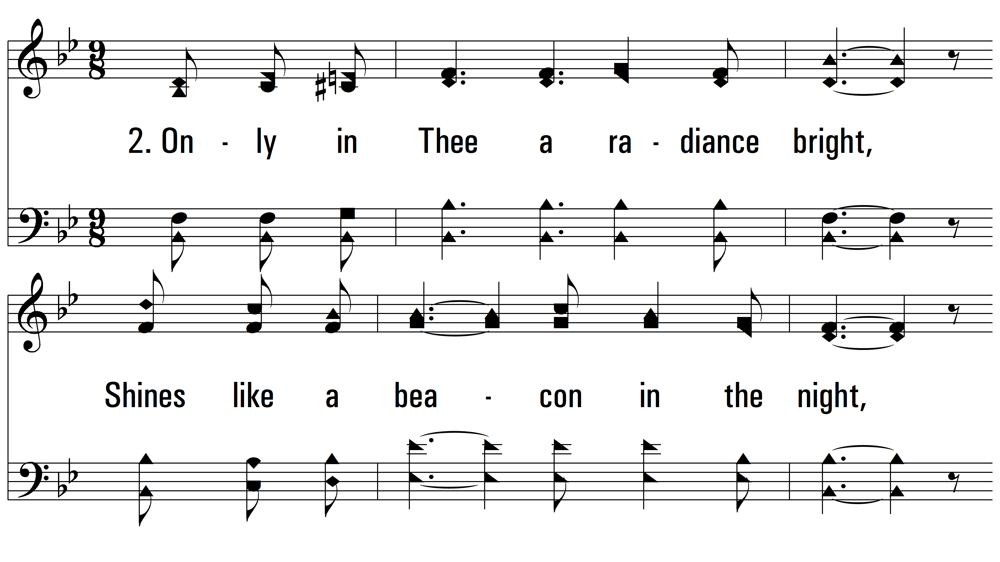 2. On - ly in Thee a ra - diance bright,
Shines like a bea - con in the night,